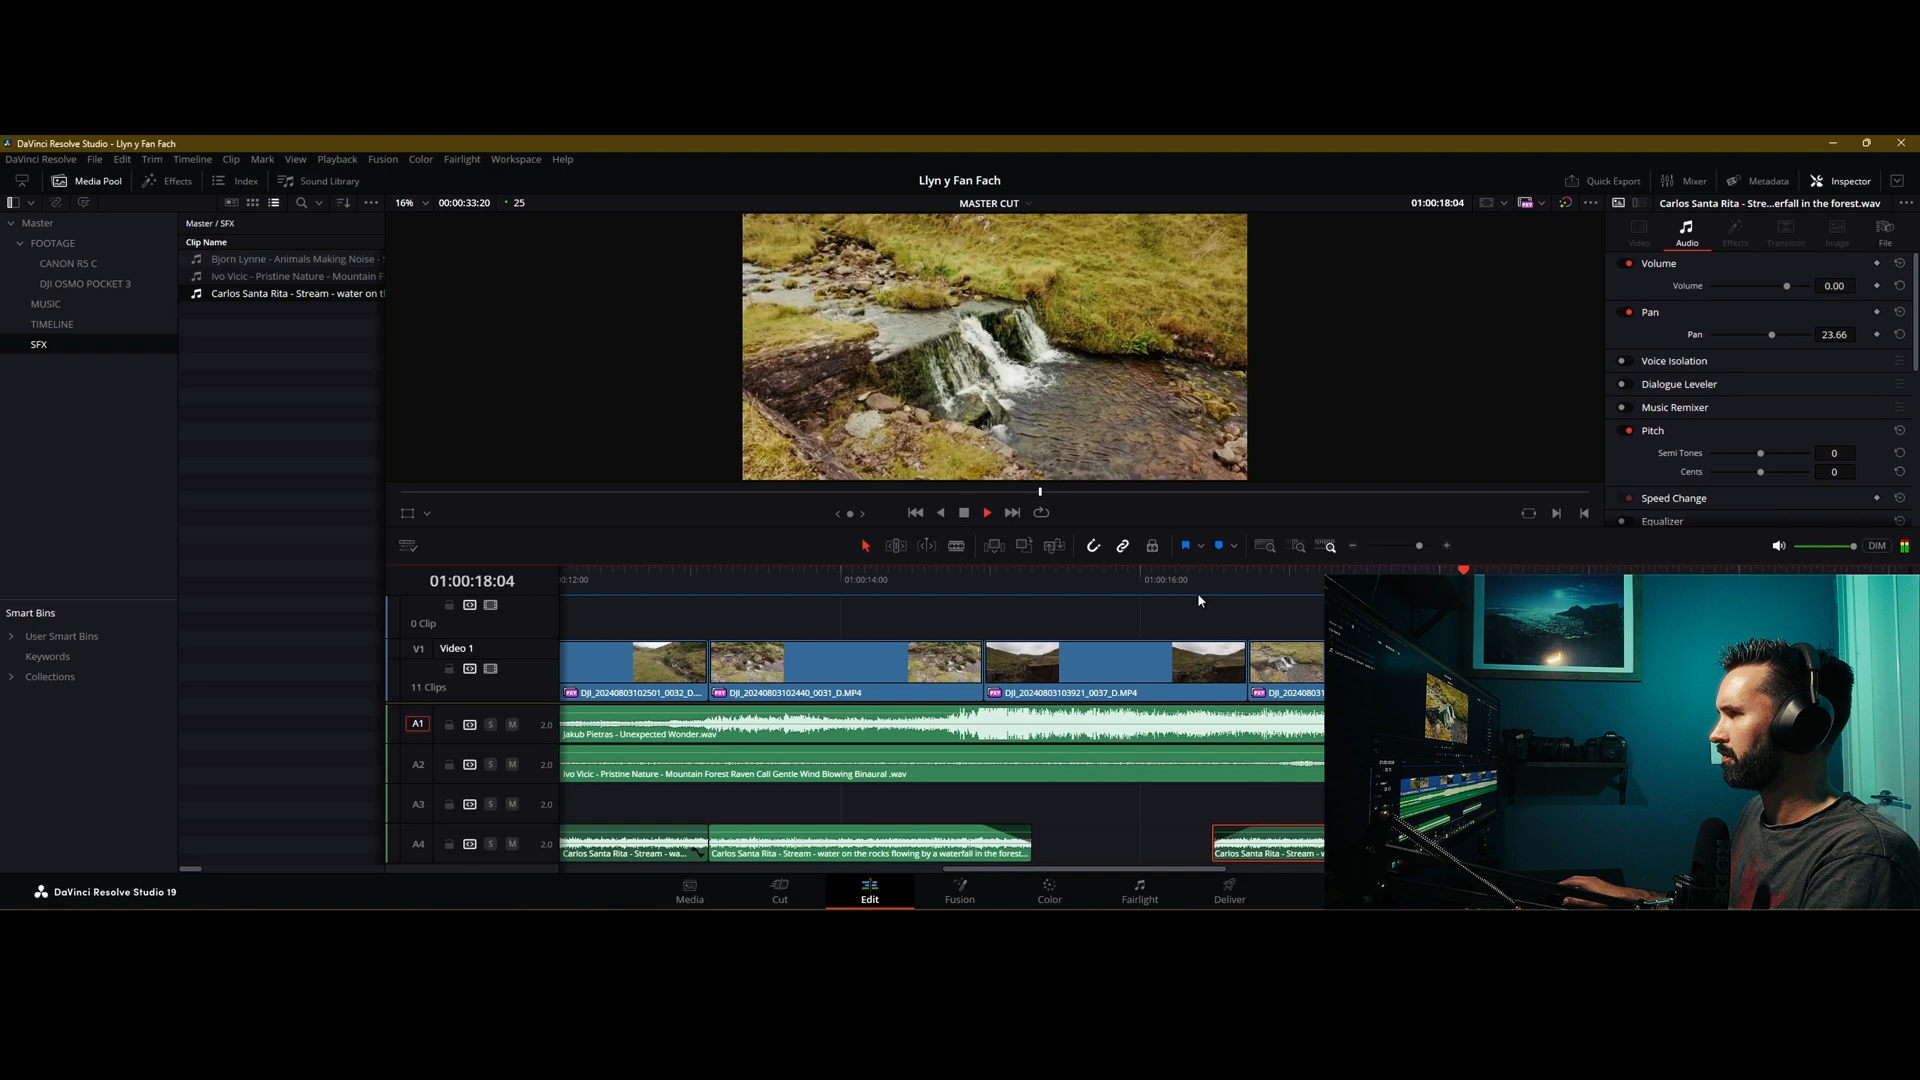 DaVinci Resolve Studio - Llyn y Fan Fach
DaVinci Resolve File Edit Trim Timeline Clip Mark View Playback Fusion Color Fairlight Workspace Help
Media Pool Effects Index Sound Library Llyn y Fan Fach Quick Export Mixer Metadata Inspector
16% 00:00:33:20 25 MASTER CUT 01:00:18:04 Carlos Santa Rita - Stre...erfall in the forest.wav
Master
FOOTAGE
CANON R5 C
DJI OSMO POCKET 3
MUSIC
TIMELINE
SFX
Master / SFX
Clip Name
Bjorn Lynne - Animals Making Noise -
Ivo Vicic - Pristine Nature - Mountain F
Carlos Santa Rita - Stream - water on t
Video Audio Effects Transition Image File
Volume
Volume 0.00
Pan
Pan 23.66
Voice Isolation
Dialogue Leveler
Music Remixer
Pitch
Semi Tones 0
Cents 0
Speed Change
Equalizer
DIM
Smart Bins
User Smart Bins
Keywords
Collections
01:00:18:04 0:12:00 01:00:14:00 01:00:16:00
0 Clip
V1 Video 1
11 Clips
DJI_20240803102501_0032_D.... DJI_20240803102440_0031_D.MP4 DJI_20240803103921_0037_D.MP4 DJI_202408031
A1 S M 2.0
Jakub Pietras - Unexpected Wonder.wav
A2 S M 2.0
Ivo Vicic - Pristine Nature - Mountain Forest Raven Call Gentle Wind Blowing Binaural .wav
A3 S M 2.0
A4 S M 2.0
Carlos Santa Rita - Stream - wa... Carlos Santa Rita - Stream - water on the rocks flowing by a waterfall in the forest... Carlos Santa Rita - Stream - w
DaVinci Resolve Studio 19
Media Cut Edit Fusion Color Fairlight Deliver
RODE